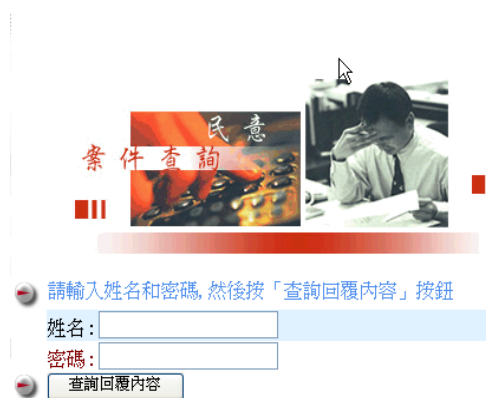 民意
案件查詢
請輸入姓名和密碼, 然後按「查詢回覆內容」按鈕
姓名:
密碼:
查詢回覆內容